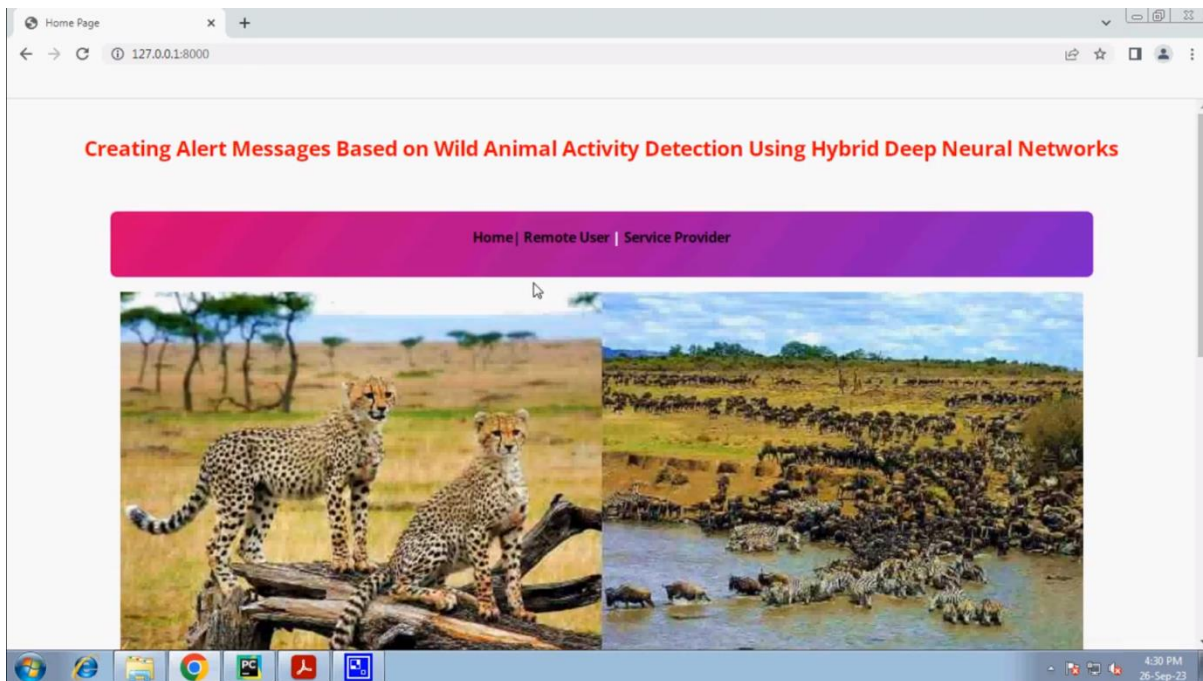 Home Page
127.0.0.1:8000
Creating Alert Messages Based on Wild Animal Activity Detection Using Hybrid Deep Neural Networks
Home| Remote User | Service Provider
PC
4:30 PM
26-Sep-23